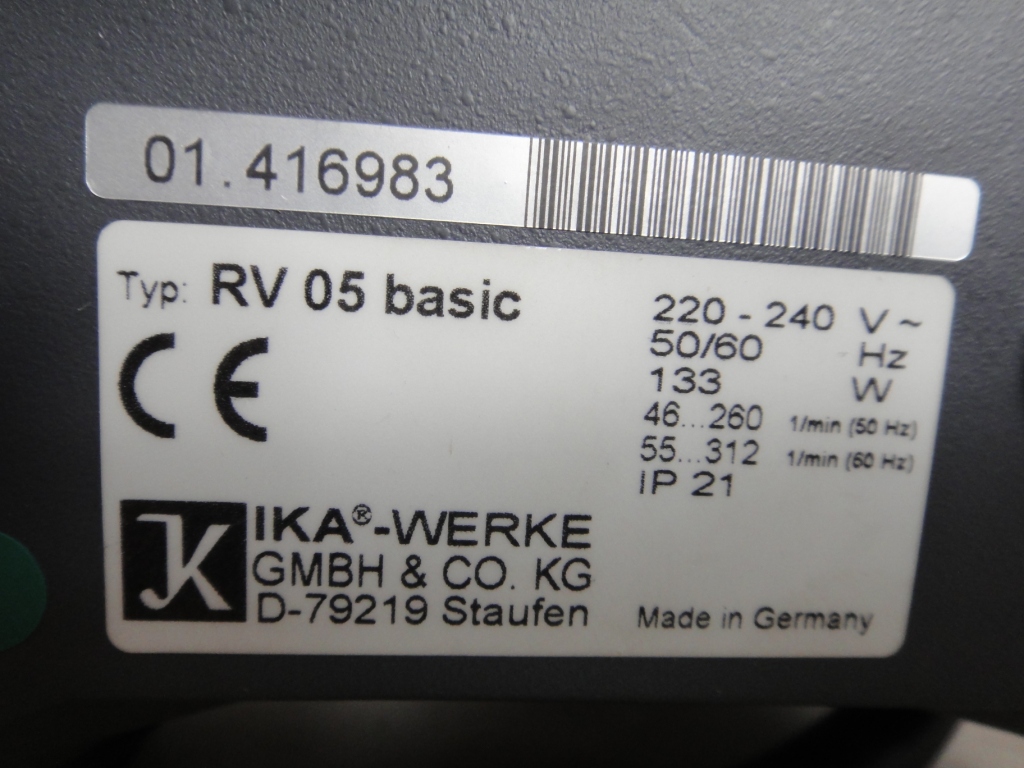 01.416983
Typ: RV 05 basic
220 - 240 V ~
50/60 Hz
133 W
46...260 1/min (50 Hz)
55...312 1/min (60 Hz)
IP 21
CE
IKA®-WERKE
GMBH & CO. KG
D-79219 Staufen
Made in Germany